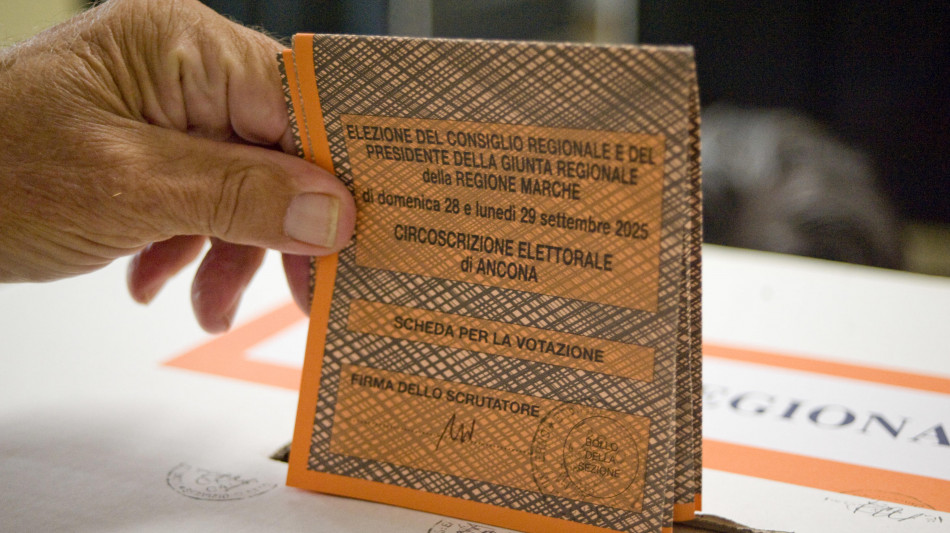 ELEZIONE DEL CONSIGLIO REGIONALE E DEL
PRESIDENTE DELLA GIUNTA REGIONALE
della REGIONE MARCHE
di domenica 28 e lunedì 29 settembre 2025
CIRCOSCRIZIONE ELETTORALE
di ANCONA
SCHEDA PER LA VOTAZIONE
FIRMA DELLO SCRUTATORE
BOLLO
DELLA
SEZIONE
EGIONA